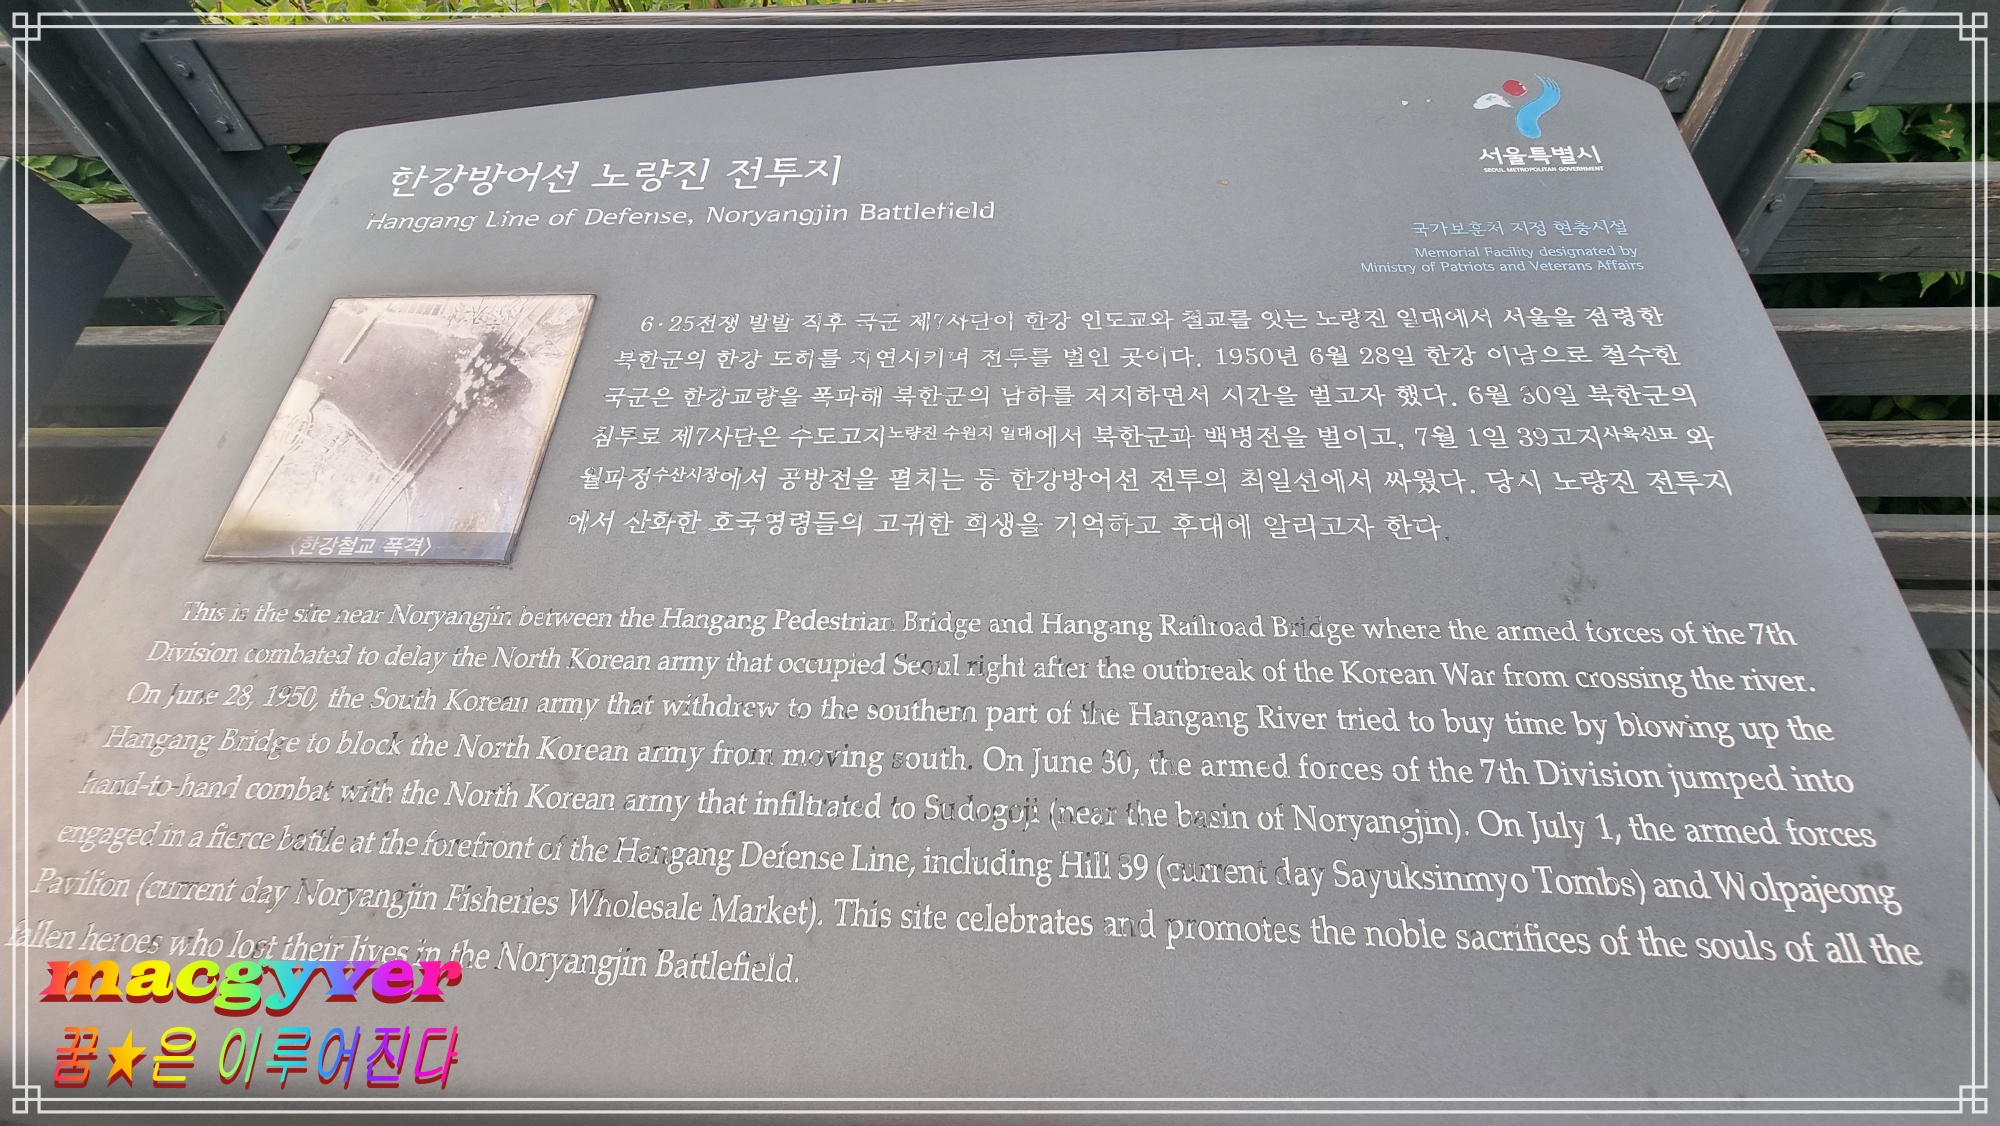 서울특별시
SEOUL METROPOLITAN GOVERNMENT
한강방어선 노량진 전투지
Hangang Line of Defense, Noryangjin Battlefield
국가보훈처 지정 현충시설
Memorial Facility designated by
Ministry of Patriots and Veterans Affairs
6·25전쟁 발발 직후 국군 제7사단이 한강 인도교와 철교를 잇는 노량진 일대에서 서울을 점령한
북한군의 한강 도하를 지연시키며 전투를 벌인 곳이다. 1950년 6월 28일 한강 이남으로 철수한
국군은 한강교량을 폭파해 북한군의 남하를 저지하면서 시간을 벌고자 했다. 6월 30일 북한군의
침투로 제7사단은 수도고지노량진 수원지 일대에서 북한군과 백병전을 벌이고, 7월 1일 39고지사육신묘 와
월파정수산시장에서 공방전을 펼치는 등 한강방어선 전투의 최일선에서 싸웠다. 당시 노량진 전투지
에서 산화한 호국영령들의 고귀한 희생을 기억하고 후대에 알리고자 한다.
<한강철교 폭격>
This is the site near Noryangjin between the Hangang Pedestrian Bridge and Hangang Railroad Bridge where the armed forces of the 7th
Division combated to delay the North Korean army that occupied Seoul right after the outbreak of the Korean War from crossing the river.
On June 28, 1950, the South Korean army that withdrew to the southern part of the Hangang River tried to buy time by blowing up the
Hangang Bridge to block the North Korean army from moving south. On June 30, the armed forces of the 7th Division jumped into
hand-to-hand combat with the North Korean army that infiltrated to Sudogoji (near the basin of Noryangjin). On July 1, the armed forces
engaged in a fierce battle at the forefront of the Hangang Defense Line, including Hill 39 (current day Sayuksinmyo Tombs) and Wolpajeong
Pavilion (current day Noryangjin Fisheries Wholesale Market). This site celebrates and promotes the noble sacrifices of the souls of all the
fallen heroes who lost their lives in the Noryangjin Battlefield.
macgyver
꿈★은 이루어진다